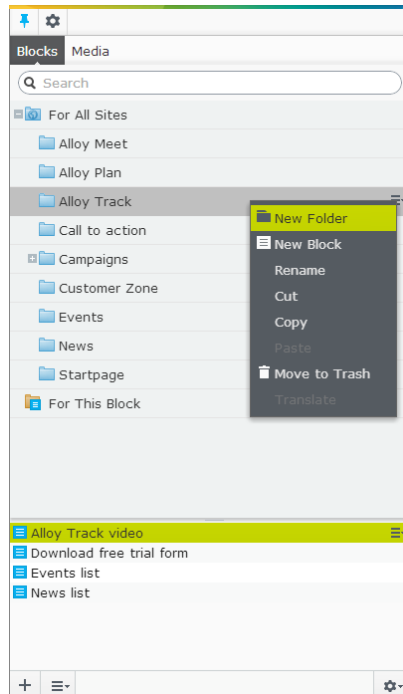 Blocks Media
Search
For All Sites
Alloy Meet
Alloy Plan
Alloy Track
Call to action
Campaigns
Customer Zone
Events
News
Startpage
For This Block
New Folder
New Block
Rename
Cut
Copy
Paste
Move to Trash
Translate
Alloy Track video
Download free trial form
Events list
News list